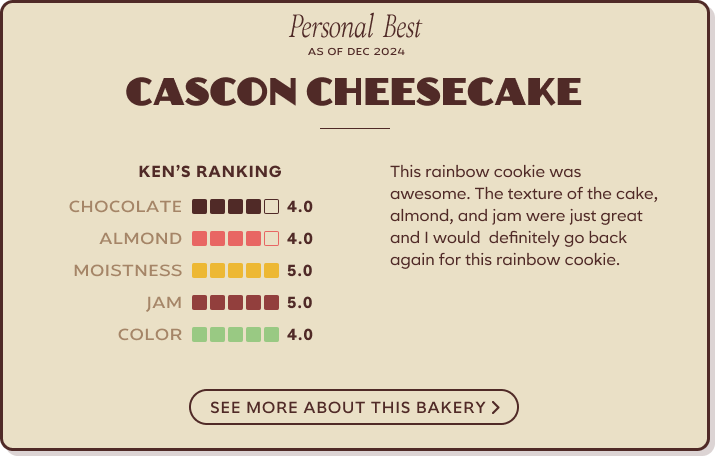 Personal Best
AS OF DEC 2024
CASCON CHEESECAKE
KEN'S RANKING
CHOCOLATE 4.0
ALMOND 4.0
MOISTNESS 5.0
JAM 5.0
COLOR 4.0
This rainbow cookie was
awesome. The texture of the cake,
almond, and jam were just great
and I would  definitely go back
again for this rainbow cookie.
SEE MORE ABOUT THIS BAKERY >